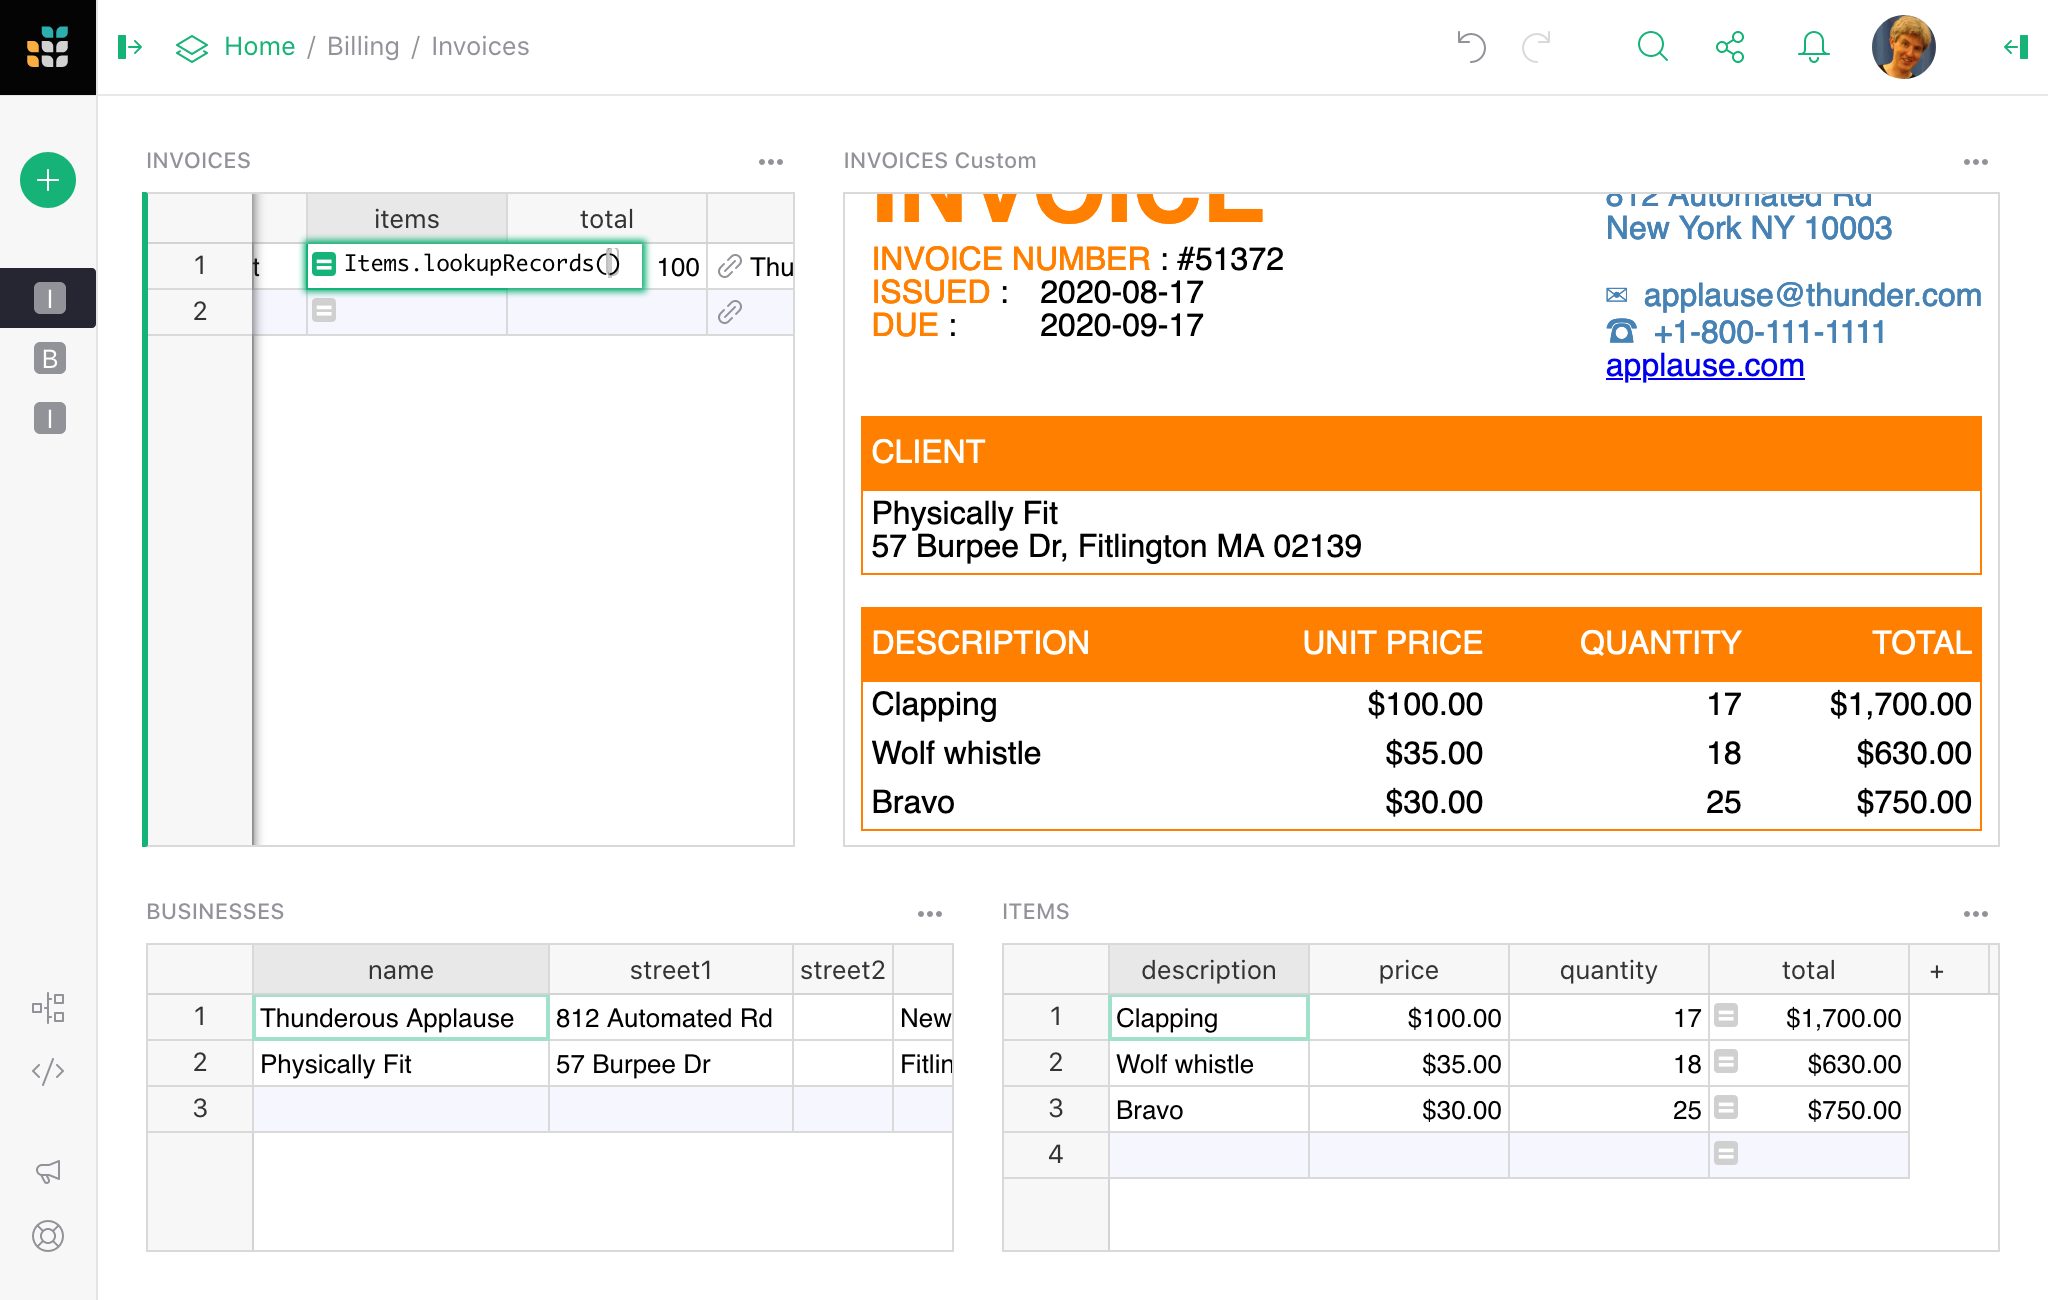 Home / Billing / Invoices
INVOICES
items total
1 t = Items.lookupRecords() 100 Thu
2 =
INVOICES Custom
INVOICE
812 Automated Rd
New York NY 10003
INVOICE NUMBER : #51372
ISSUED : 2020-08-17
DUE : 2020-09-17
✉ applause@thunder.com
☎ +1-800-111-1111
applause.com
CLIENT
Physically Fit
57 Burpee Dr, Fitlington MA 02139
DESCRIPTION UNIT PRICE QUANTITY TOTAL
Clapping $100.00 17 $1,700.00
Wolf whistle $35.00 18 $630.00
Bravo $30.00 25 $750.00
I
B
I
BUSINESSES
name street1 street2
1 Thunderous Applause 812 Automated Rd New
2 Physically Fit 57 Burpee Dr Fitlin
3
ITEMS
description price quantity total +
1 Clapping $100.00 17 = $1,700.00
2 Wolf whistle $35.00 18 = $630.00
3 Bravo $30.00 25 = $750.00
4 =